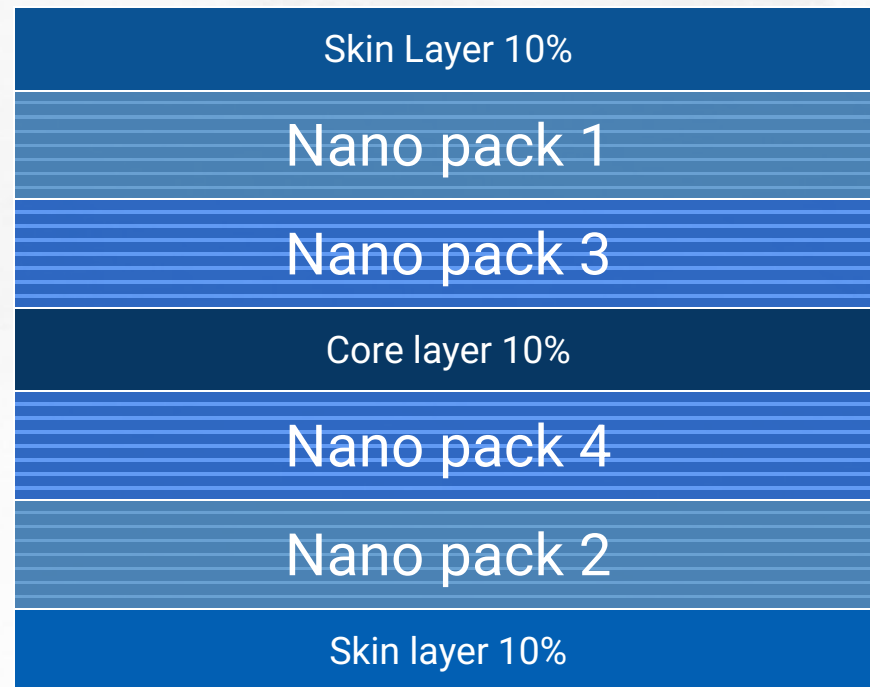 Skin Layer 10%
Nano pack 1
Nano pack 3
Core layer 10%
Nano pack 4
Nano pack 2
Skin layer 10%